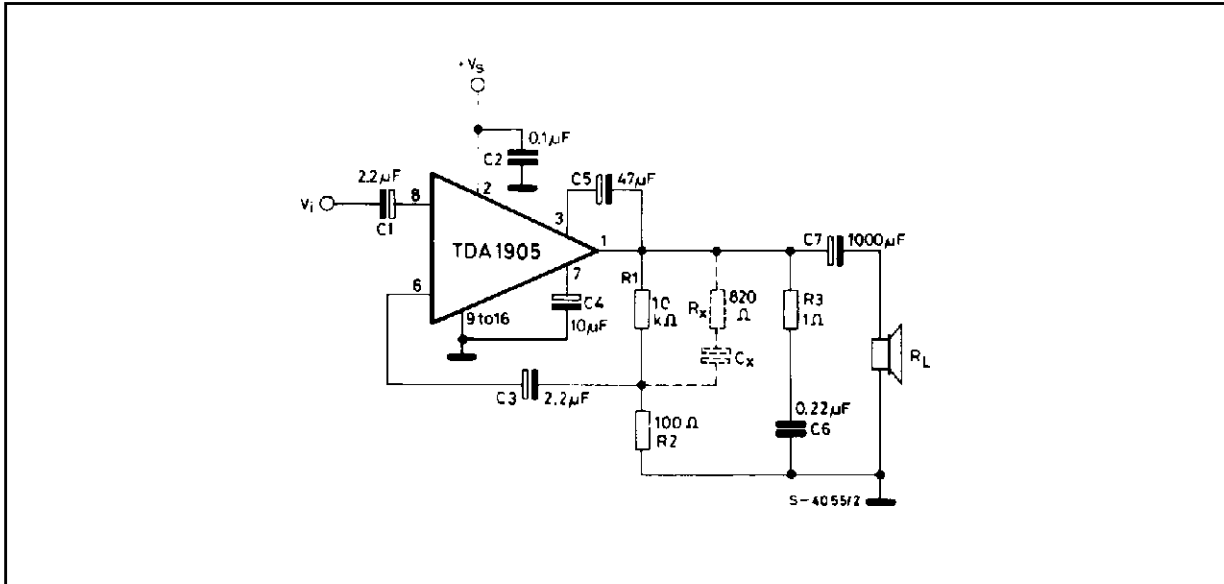 +Vs
0.1µF
C2
2.2µF
C5
47µF
Vi
8
2
C1
3
1
C7
1000µF
TDA1905
7
R1
6
C4
10
kΩ
Rx
820
Ω
R3
1Ω
9 to 16
10µF
Cx
RL
C3
2.2µF
0.22µF
100Ω
R2
C6
S-4055/2